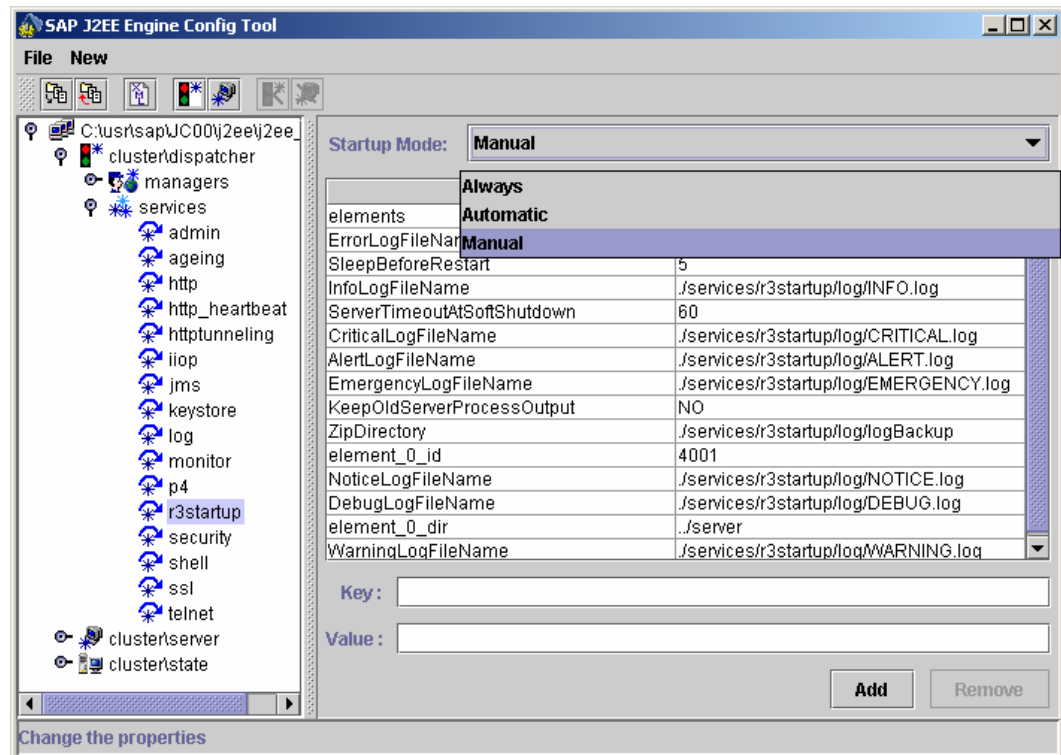 SAP J2EE Engine Config Tool
File New
C:\usr\sap\JC00\j2ee\j2ee_
cluster\dispatcher
managers
services
admin
ageing
http
http_heartbeat
httptunneling
iiop
jms
keystore
log
monitor
p4
r3startup
security
shell
ssl
telnet
cluster\server
cluster\state
Startup Mode: Manual
Always
Automatic
Manual
elements
ErrorLogFileNam
SleepBeforeRestart 5
InfoLogFileName ./services/r3startup/log/INFO.log
ServerTimeoutAtSoftShutdown 60
CriticalLogFileName ./services/r3startup/log/CRITICAL.log
AlertLogFileName ./services/r3startup/log/ALERT.log
EmergencyLogFileName ./services/r3startup/log/EMERGENCY.log
KeepOldServerProcessOutput NO
ZipDirectory ./services/r3startup/log/logBackup
element_0_id 4001
NoticeLogFileName ./services/r3startup/log/NOTICE.log
DebugLogFileName ./services/r3startup/log/DEBUG.log
element_0_dir ../server
WarningLogFileName ./services/r3startup/log/WARNING.log
Key :
Value :
Add Remove
Change the properties